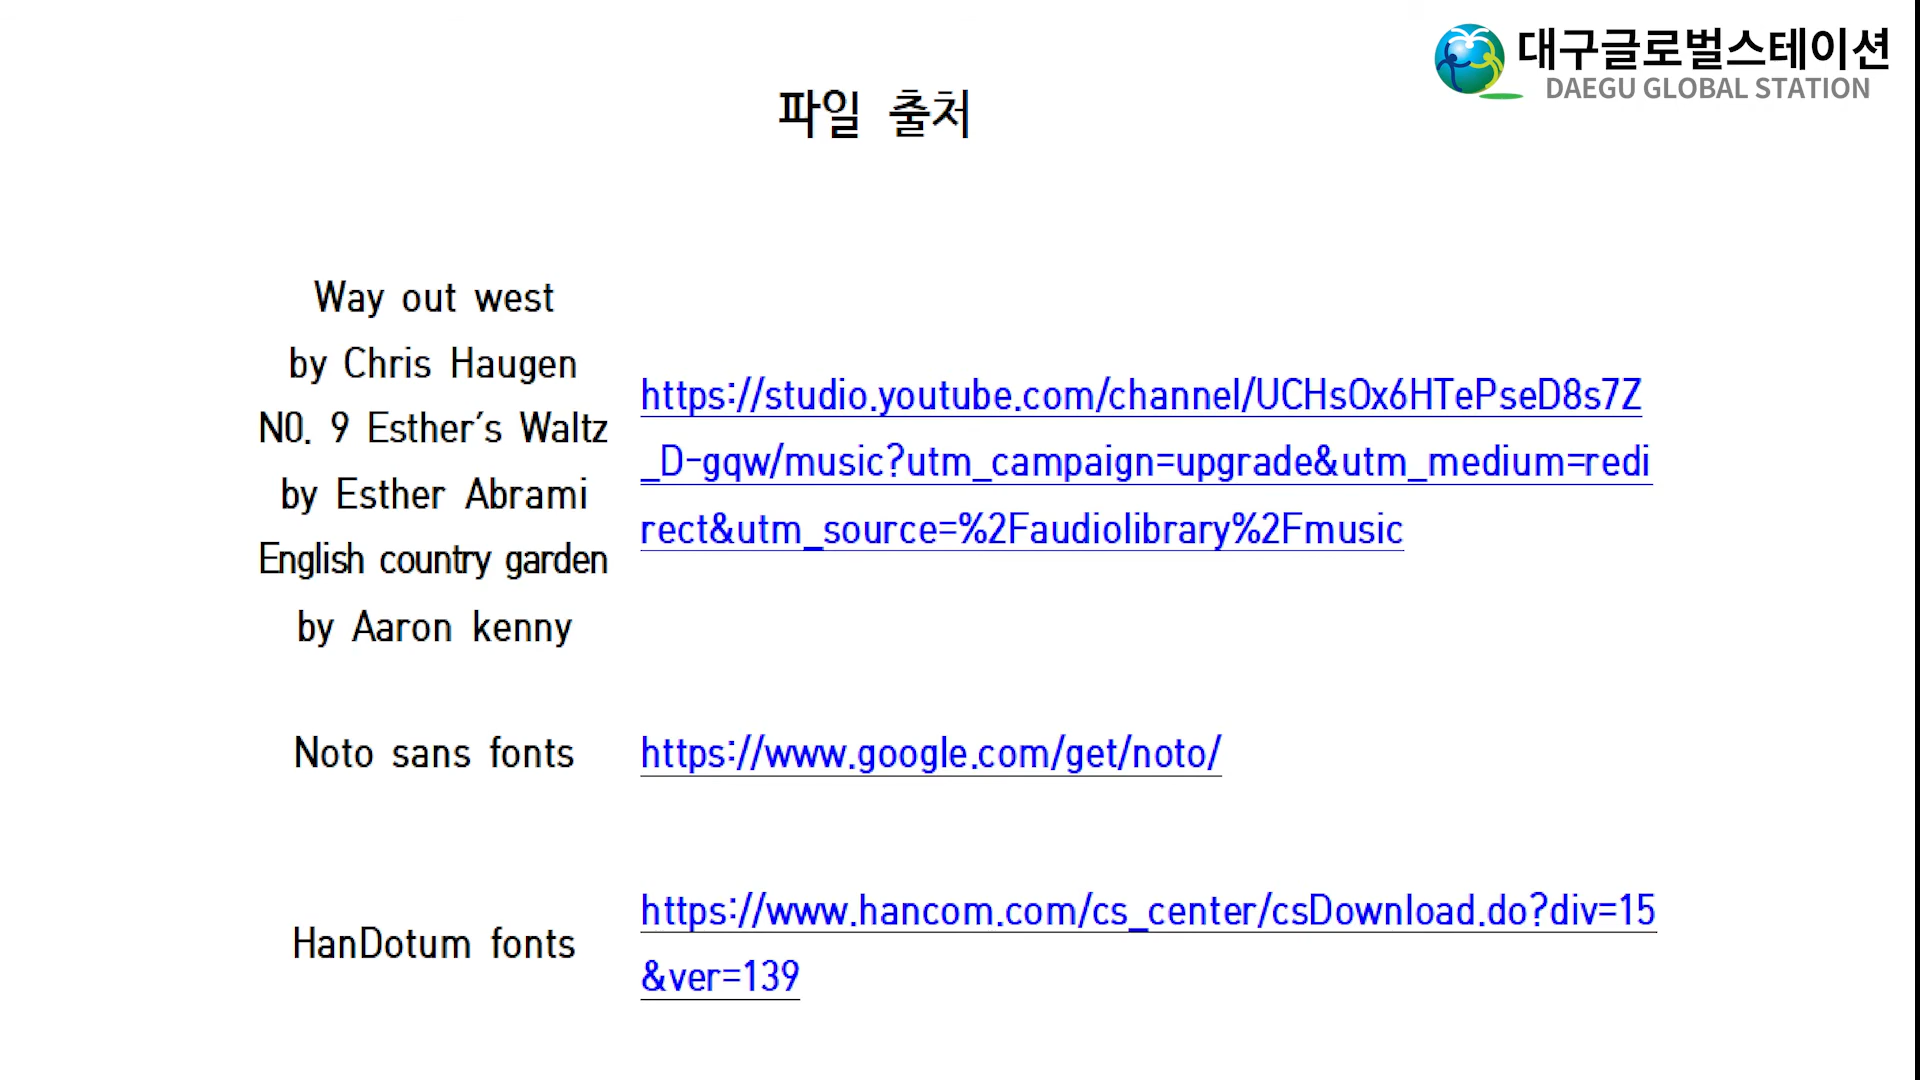 대구글로벌스테이션
DAEGU GLOBAL STATION
파일 출처
Way out west
by Chris Haugen
N0. 9 Esther's Waltz
by Esther Abrami
English country garden
by Aaron kenny
https://studio.youtube.com/channel/UCHsOx6HTePseD8s7Z
_D-gqw/music?utm_campaign=upgrade&utm_medium=redi
rect&utm_source=%2Faudiolibrary%2Fmusic
Noto sans fonts
https://www.google.com/get/noto/
HanDotum fonts
https://www.hancom.com/cs_center/csDownload.do?div=15
&ver=139